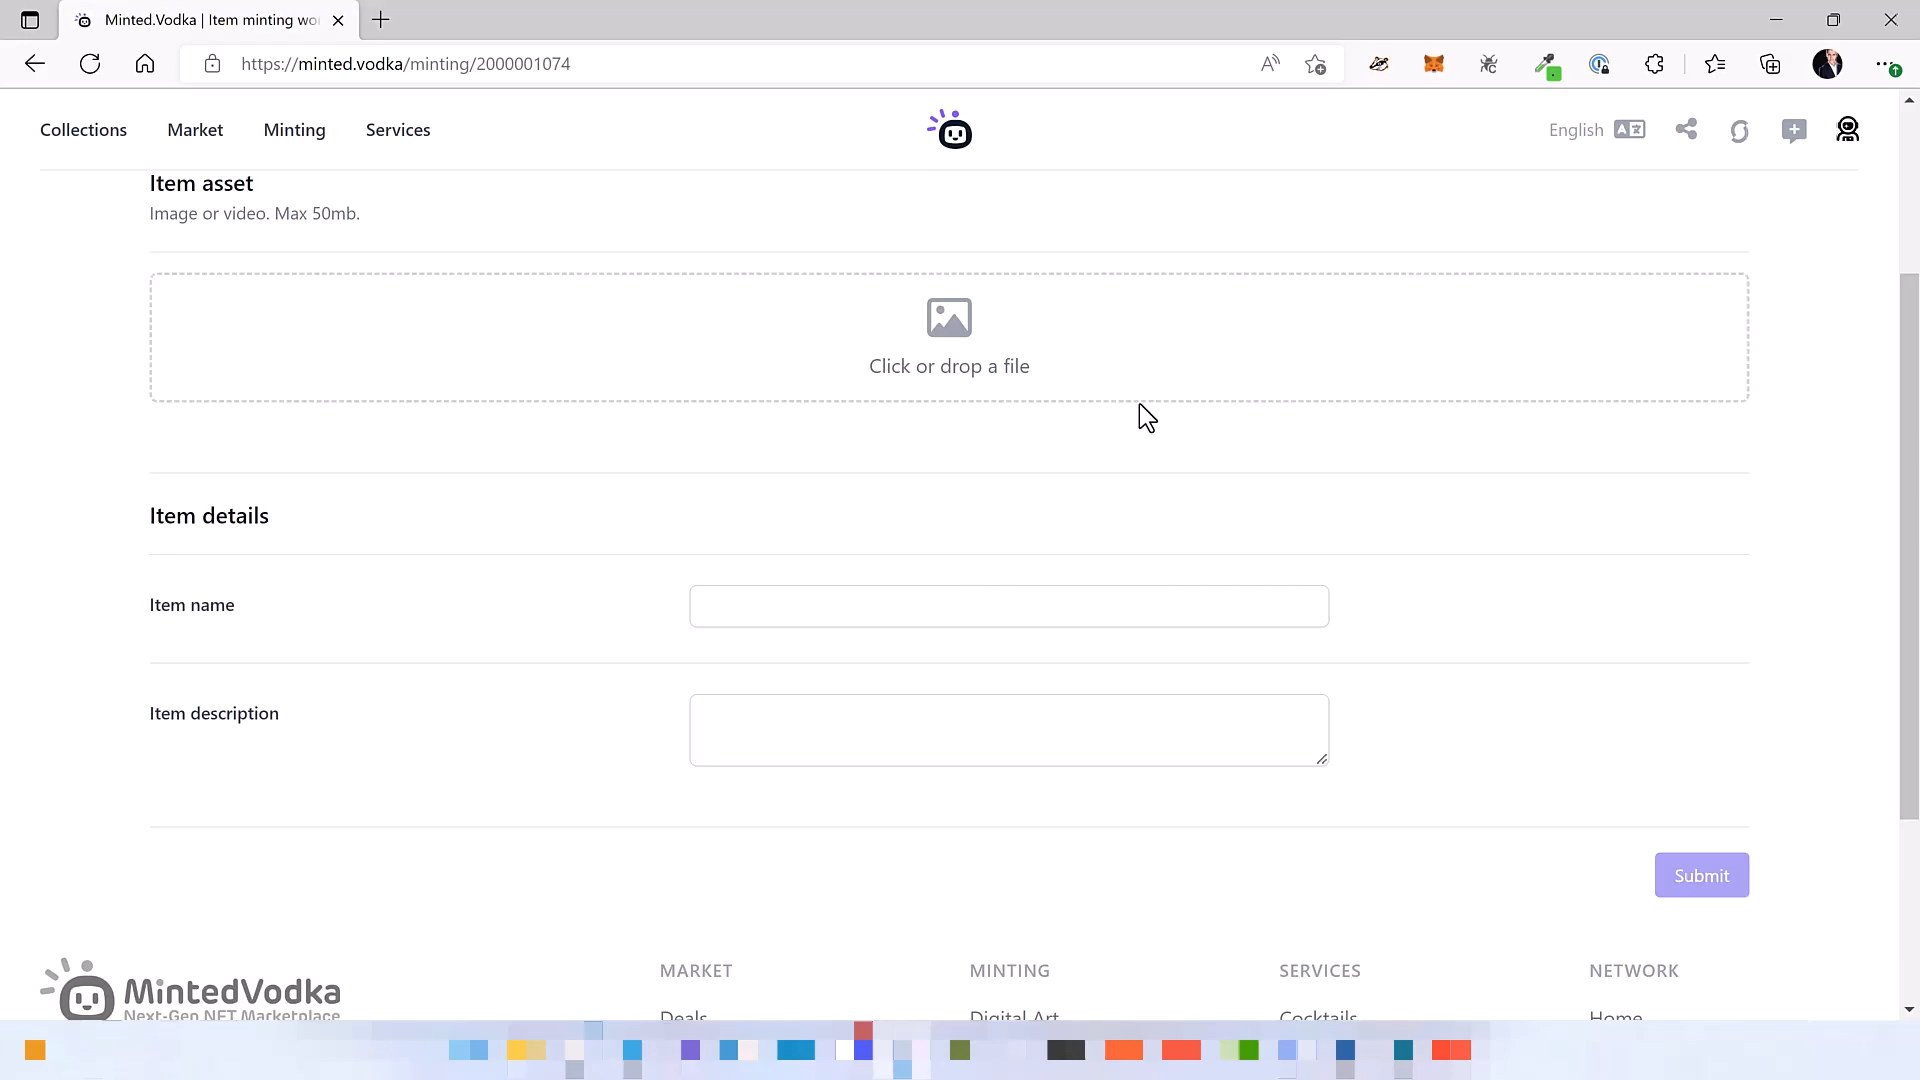 Minted.Vodka | Item minting wo
https://minted.vodka/minting/2000001074
Collections
Market
Minting
Services
English
Item asset
Image or video. Max 50mb.
Click or drop a file
Item details
Item name
Item description
Submit
MintedVodka
Next-Gen NFT Marketplace
MARKET
MINTING
SERVICES
NETWORK
Deals
Digital Art
Cocktails
Home